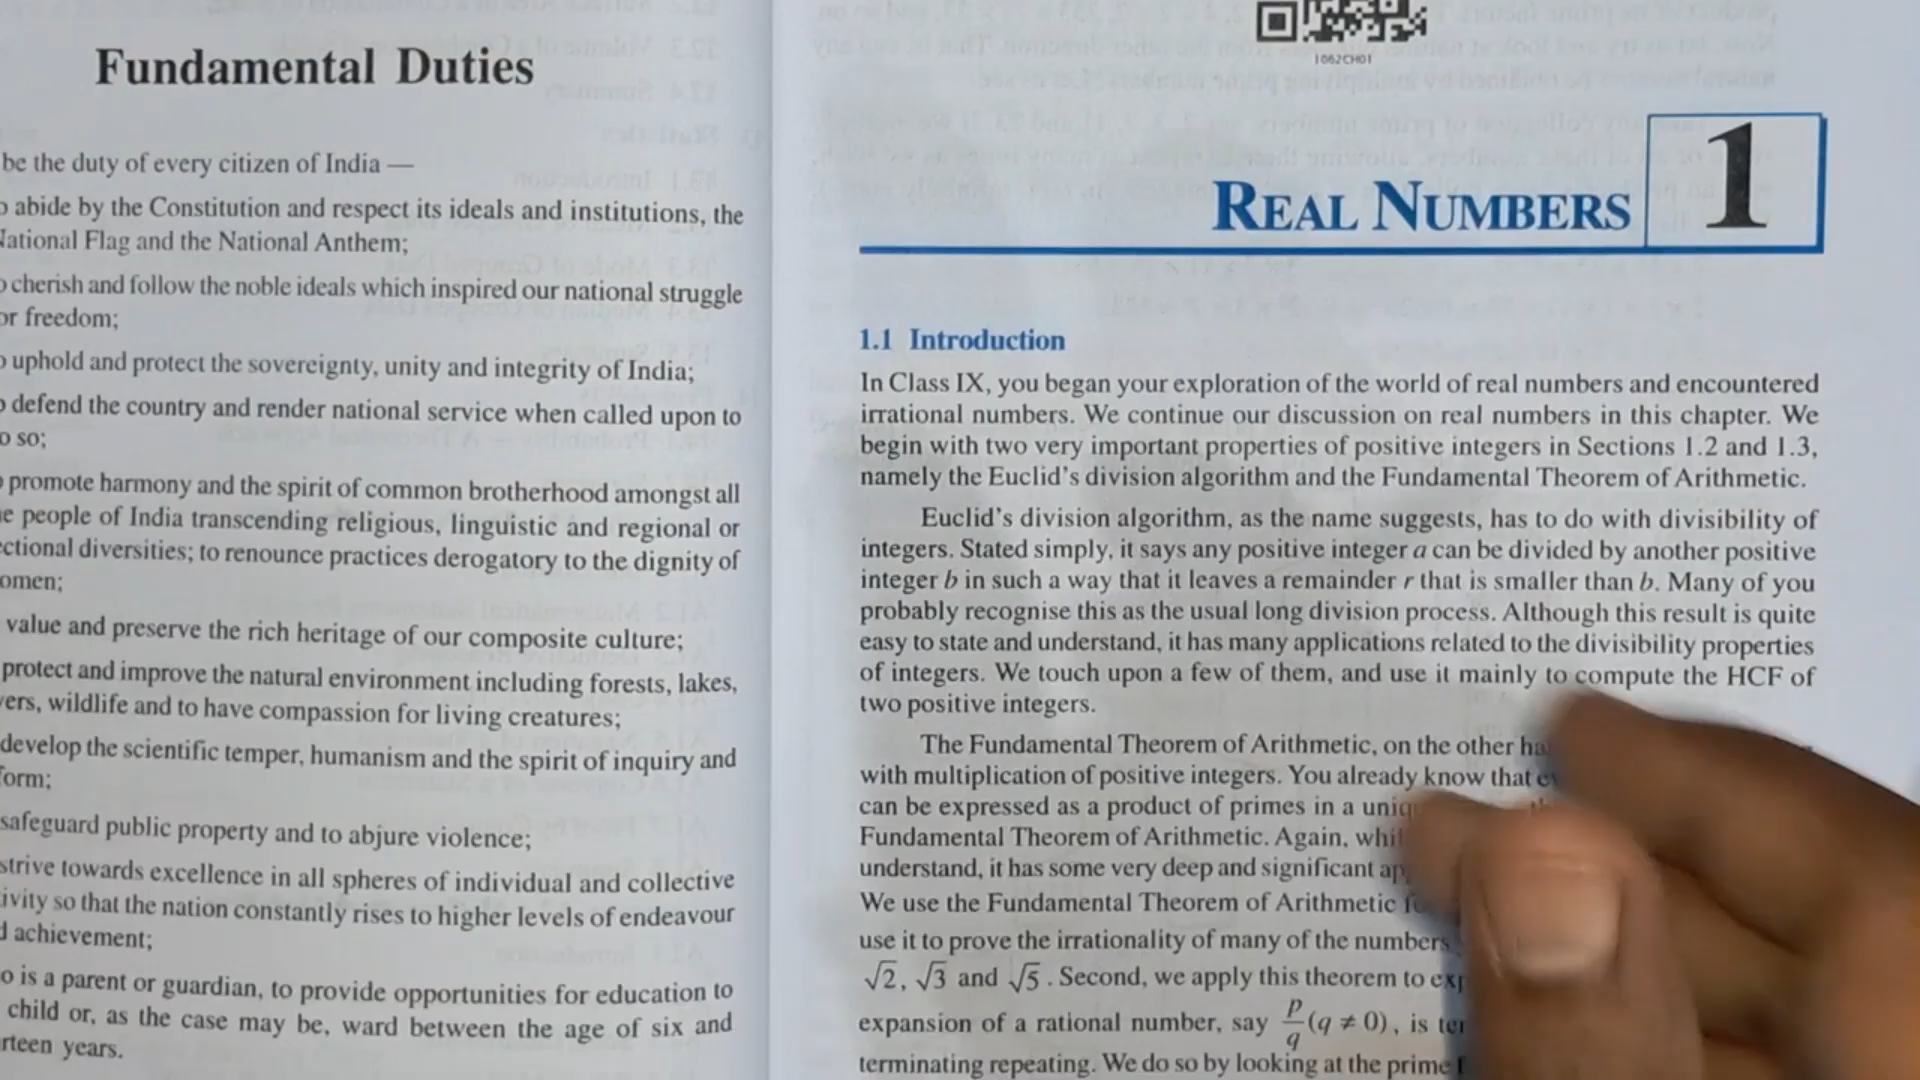 Fundamental Duties
be the duty of every citizen of India —
abide by the Constitution and respect its ideals and institutions, the
National Flag and the National Anthem;
cherish and follow the noble ideals which inspired our national struggle
or freedom;
uphold and protect the sovereignty, unity and integrity of India;
defend the country and render national service when called upon to
so;
promote harmony and the spirit of common brotherhood amongst all
people of India transcending religious, linguistic and regional or
diversities; to renounce practices derogatory to the dignity of
omen;
value and preserve the rich heritage of our composite culture;
protect and improve the natural environment including forests, lakes,
vers, wildlife and to have compassion for living creatures;
develop the scientific temper, humanism and the spirit of inquiry and
form;
safeguard public property and to abjure violence;
strive towards excellence in all spheres of individual and collective
ivity so that the nation constantly rises to higher levels of endeavour
achievement;
o is a parent or guardian, to provide opportunities for education to
child or, as the case may be, ward between the age of six and
rteen years.
1062CH01
REAL NUMBERS 1
1.1 Introduction
In Class IX, you began your exploration of the world of real numbers and encountered
irrational numbers. We continue our discussion on real numbers in this chapter. We
begin with two very important properties of positive integers in Sections 1.2 and 1.3,
namely the Euclid's division algorithm and the Fundamental Theorem of Arithmetic.
Euclid's division algorithm, as the name suggests, has to do with divisibility of
integers. Stated simply, it says any positive integer a can be divided by another positive
integer b in such a way that it leaves a remainder r that is smaller than b. Many of you
probably recognise this as the usual long division process. Although this result is quite
easy to state and understand, it has many applications related to the divisibility properties
of integers. We touch upon a few of them, and use it mainly to compute the HCF of
two positive integers.
The Fundamental Theorem of Arithmetic, on the other
with multiplication of positive integers. You already know that
can be expressed as a product of primes in a
Fundamental Theorem of Arithmetic. Again,
understand, it has some very deep and significant
We use the Fundamental Theorem of Arithmetic
use it to prove the irrationality of many of the numbers
√2, √3 and √5. Second, we apply this theorem to
expansion of a rational number, say p/q (q ≠ 0), is
terminating repeating. We do so by looking at the prime